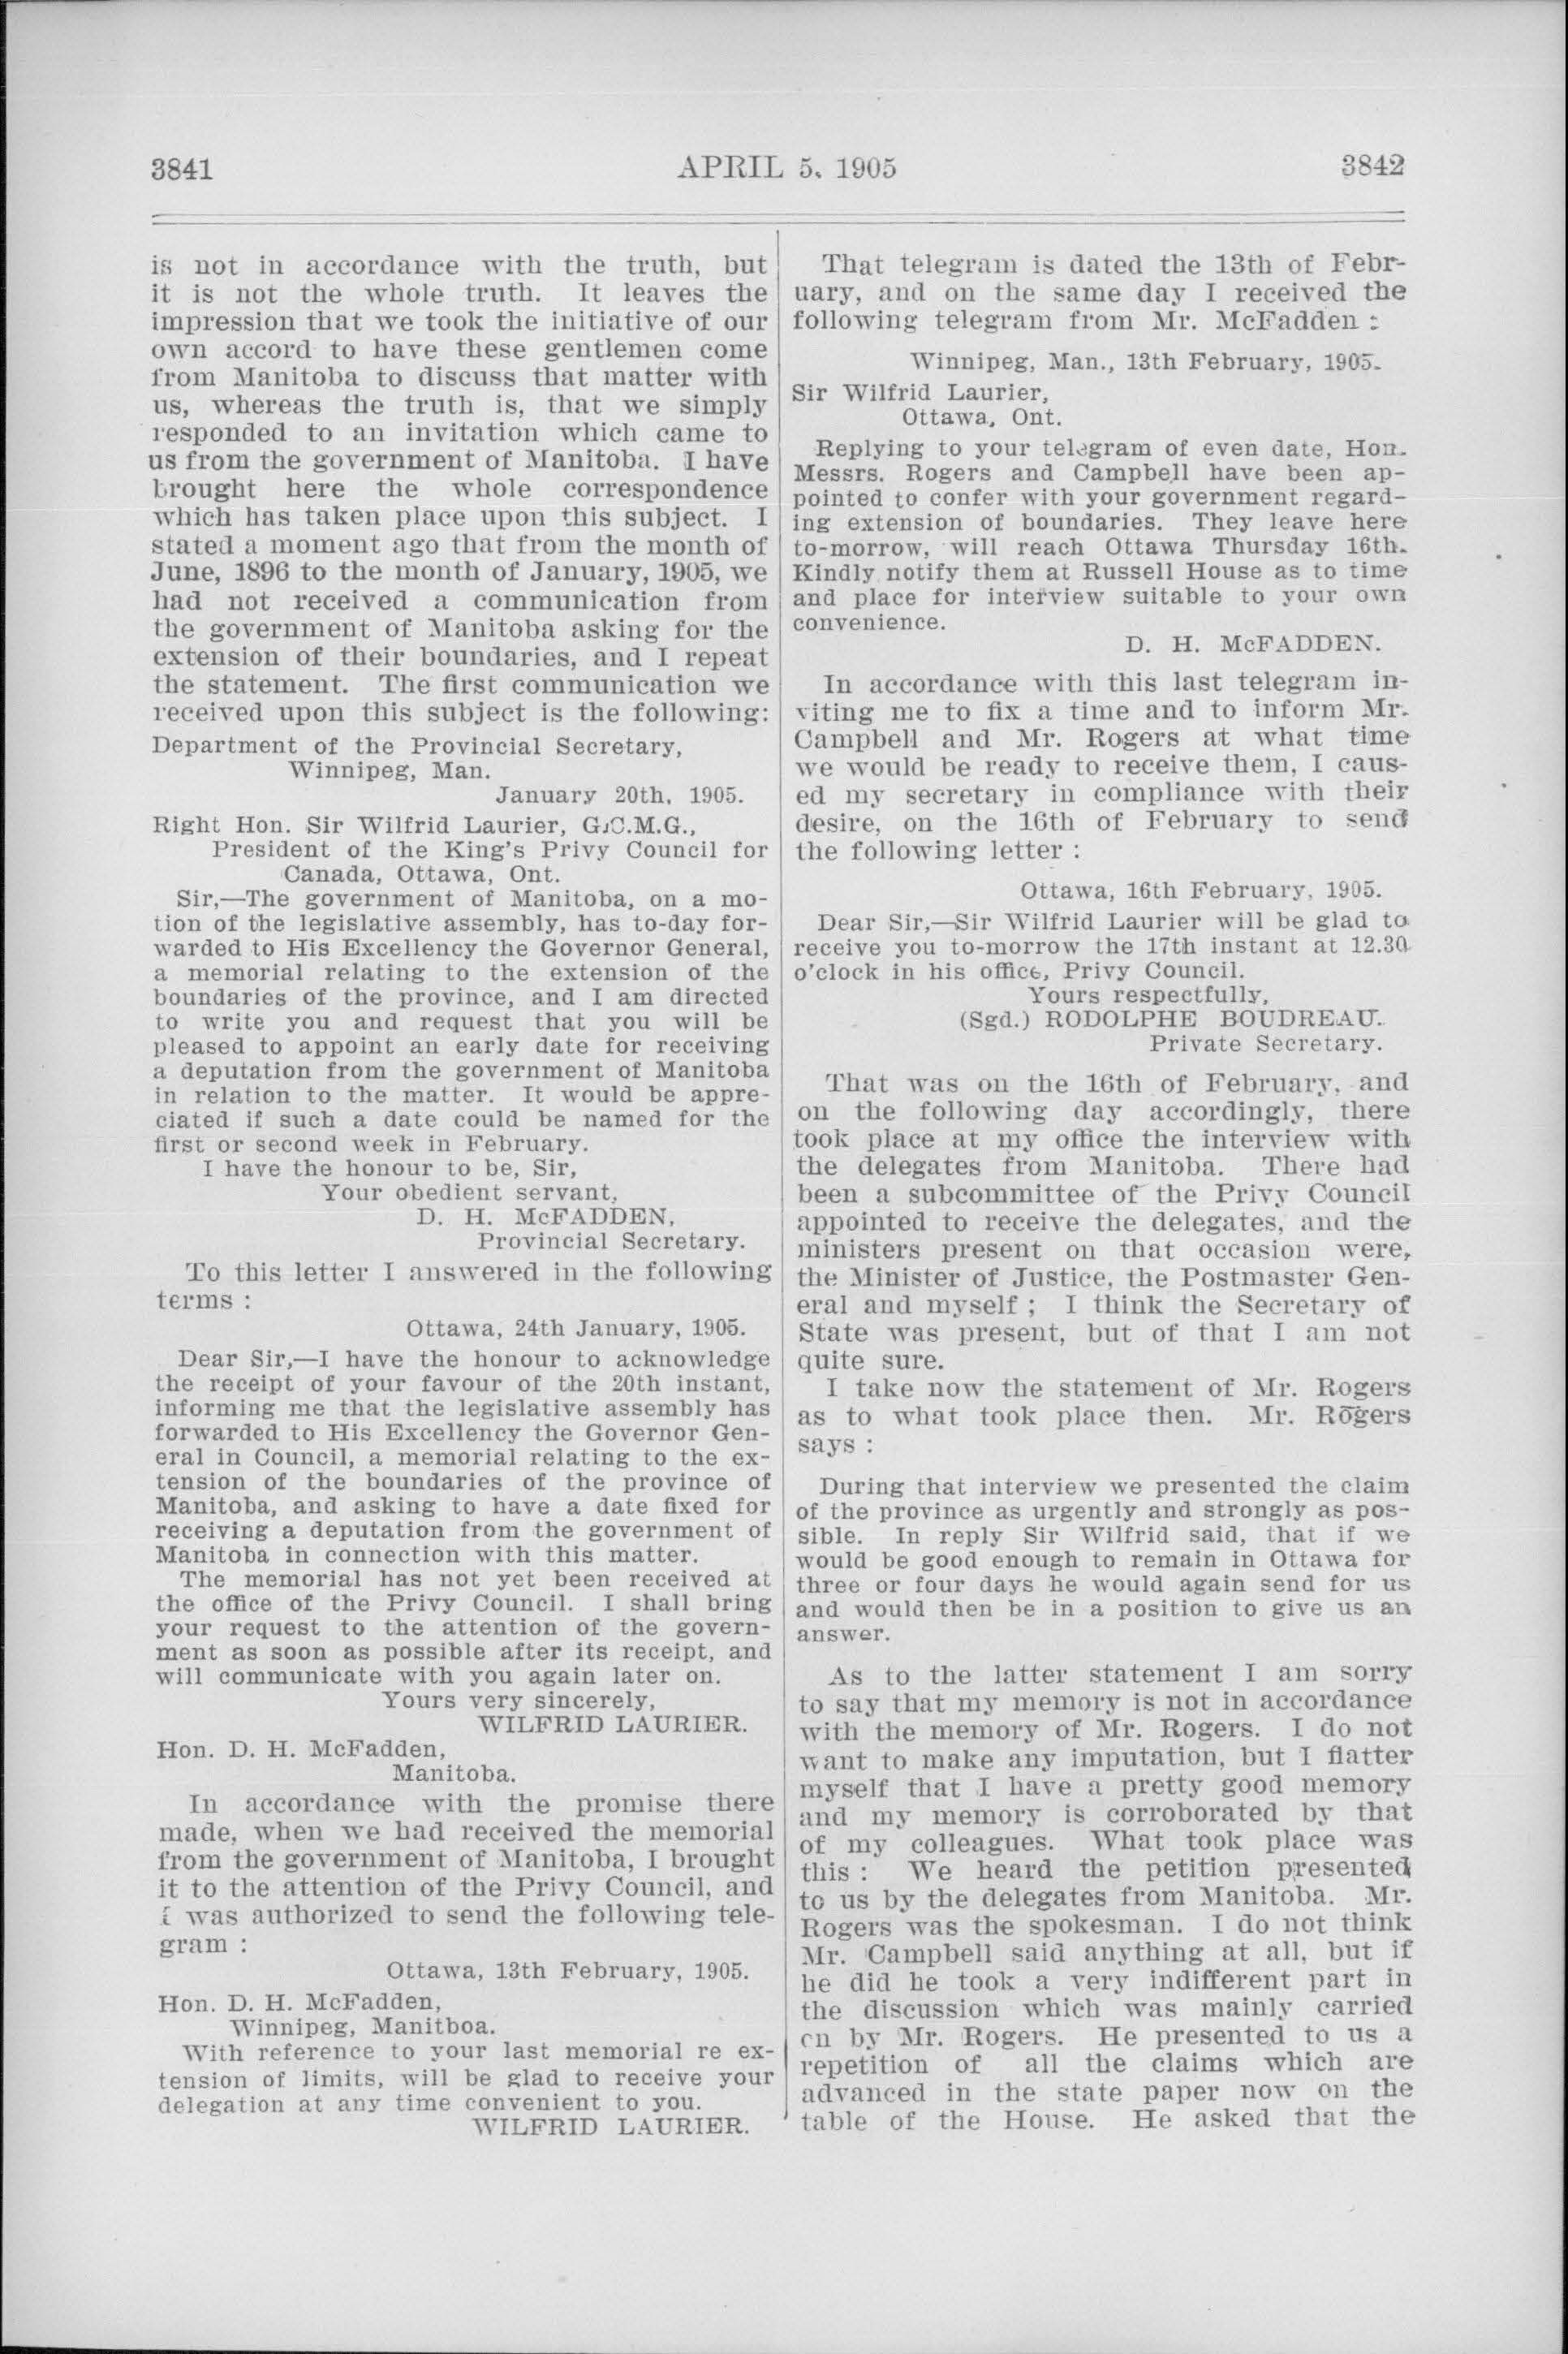 3841
APRIL 5, 1905
3842
is not in accordance with the truth, but
it is not the whole truth. It leaves the
impression that we took the initiative of our
own accord to have these gentlemen come
from Manitoba to discuss that matter with
us, whereas the truth is, that we simply
responded to an invitation which came to
us from the government of Manitoba. I have
brought here the whole correspondence
which has taken place upon this subject. I
stated a moment ago that from the month of
June, 1896 to the month of January, 1905, we
had not received a communication from
the government of Manitoba asking for the
extension of their boundaries, and I repeat
the statement. The first communication we
received upon this subject is the following:
Department of the Provincial Secretary,
Winnipeg, Man.
January 20th, 1905.
Right Hon. Sir Wilfrid Laurier, G.C.M.G.,
President of the King's Privy Council for
Canada, Ottawa, Ont.
Sir,—The government of Manitoba, on a mo-
tion of the legislative assembly, has to-day for-
warded to His Excellency the Governor General,
a memorial relating to the extension of the
boundaries of the province, and I am directed
to write you and request that you will be
pleased to appoint an early date for receiving
a deputation from the government of Manitoba
in relation to the matter. It would be appre-
ciated if such a date could be named for the
first or second week in February.
I have the honour to be, Sir,
Your obedient servant,
D. H. McFADDEN,
Provincial Secretary.
To this letter I answered in the following
terms :
Ottawa, 24th January, 1905.
Dear Sir,—I have the honour to acknowledge
the receipt of your favour of the 20th instant,
informing me that the legislative assembly has
forwarded to His Excellency the Governor Gen-
eral in Council, a memorial relating to the ex-
tension of the boundaries of the province of
Manitoba, and asking to have a date fixed for
receiving a deputation from the government of
Manitoba in connection with this matter.
The memorial has not yet been received at
the office of the Privy Council. I shall bring
your request to the attention of the govern-
ment as soon as possible after its receipt, and
will communicate with you again later on.
Yours very sincerely,
WILFRID LAURIER.
Hon. D. H. McFadden,
Manitoba.
In accordance with the promise there
made, when we had received the memorial
from the government of Manitoba, I brought
it to the attention of the Privy Council, and
I was authorized to send the following tele-
gram :
Ottawa, 13th February, 1905.
Hon. D. H. McFadden,
Winnipeg, Manitboa.
With reference to your last memorial re ex-
tension of limits, will be glad to receive your
delegation at any time convenient to you.
WILFRID LAURIER.
That telegram is dated the 13th of Febr-
uary, and on the same day I received the
following telegram from Mr. McFadden :
Winnipeg, Man., 13th February, 1905.
Sir Wilfrid Laurier,
Ottawa, Ont.
Replying to your telegram of even date, Hon.
Messrs. Rogers and Campbell have been ap-
pointed to confer with your government regard-
ing extension of boundaries. They leave here
to-morrow, will reach Ottawa Thursday 16th.
Kindly notify them at Russell House as to time
and place for interview suitable to your own
convenience.
D. H. McFADDEN.
In accordance with this last telegram in-
viting me to fix a time and to inform Mr.
Campbell and Mr. Rogers at what time
we would be ready to receive them, I caus-
ed my secretary in compliance with their
desire, on the 16th of February to send
the following letter :
Ottawa, 16th February, 1905.
Dear Sir,—Sir Wilfrid Laurier will be glad to
receive you to-morrow the 17th instant at 12.30
o'clock in his office, Privy Council.
Yours respectfully,
(Sgd.) RODOLPHE BOUDREAU.
Private Secretary.
That was on the 16th of February, and
on the following day accordingly, there
took place at my office the interview with
the delegates from Manitoba. There had
been a subcommittee of the Privy Council
appointed to receive the delegates, and the
ministers present on that occasion were,
the Minister of Justice, the Postmaster Gen-
eral and myself ; I think the Secretary of
State was present, but of that I am not
quite sure.
I take now the statement of Mr. Rogers
as to what took place then. Mr. Rogers
says :
During that interview we presented the claim
of the province as urgently and strongly as pos-
sible. In reply Sir Wilfrid said, that if we
would be good enough to remain in Ottawa for
three or four days he would again send for us
and would then be in a position to give us an
answer.
As to the latter statement I am sorry
to say that my memory is not in accordance
with the memory of Mr. Rogers. I do not
want to make any imputation, but I flatter
myself that I have a pretty good memory
and my memory is corroborated by that
of my colleagues. What took place was
this : We heard the petition presented
to us by the delegates from Manitoba. Mr.
Rogers was the spokesman. I do not think
Mr. Campbell said anything at all, but if
he did he took a very indifferent part in
the discussion which was mainly carried
on by Mr. Rogers. He presented to us a
repetition of all the claims which are
advanced in the state paper now on the
table of the House. He asked that the